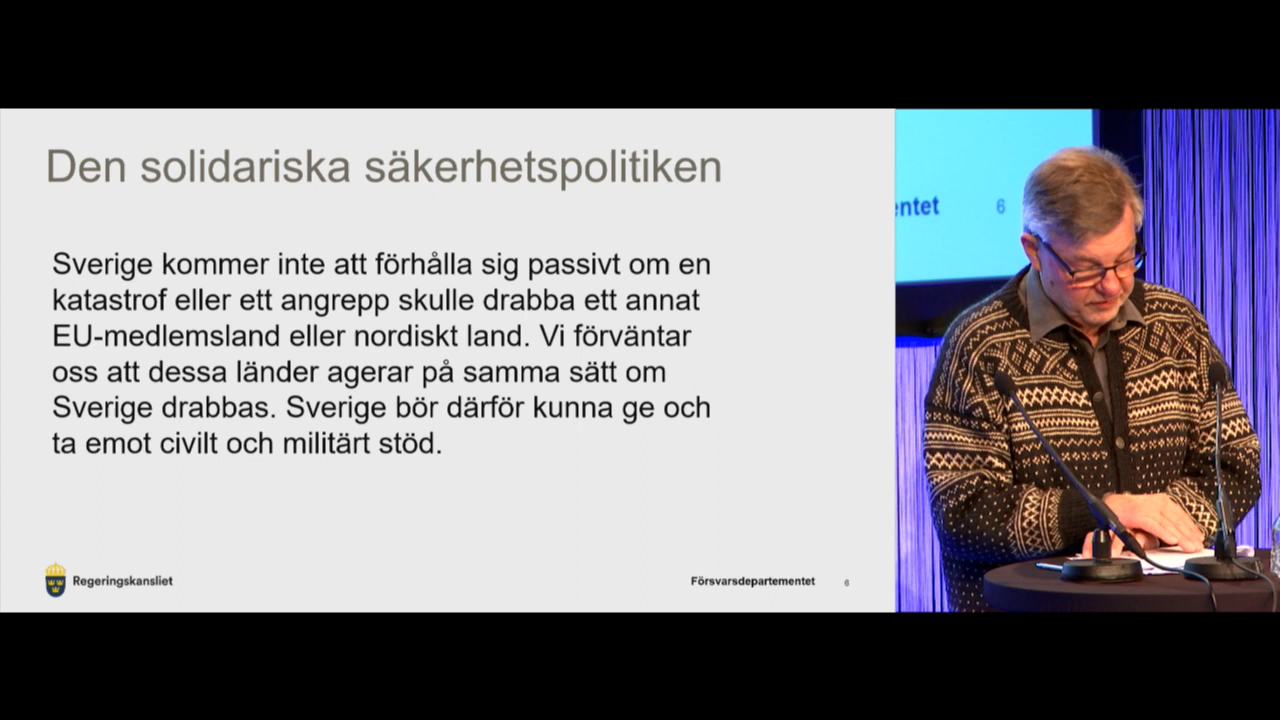 Den solidariska säkerhetspolitiken
Sverige kommer inte att förhålla sig passivt om en
katastrof eller ett angrepp skulle drabba ett annat
EU-medlemsland eller nordiskt land. Vi förväntar
oss att dessa länder agerar på samma sätt om
Sverige drabbas. Sverige bör därför kunna ge och
ta emot civilt och militärt stöd.
Regeringskansliet
Försvarsdepartementet 6
entet 6